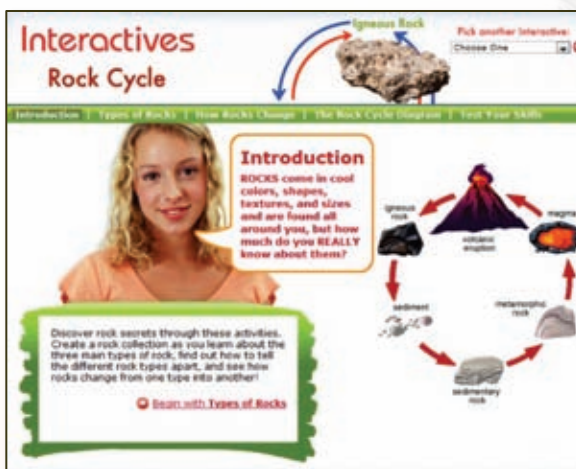 Interactives
Rock Cycle
Igneous Rock
Pick another Interactive:
Choose One
Introduction | Types of Rocks | How Rocks Change | The Rock Cycle Diagram | Test Your Skills
Introduction
ROCKS come in cool
colors, shapes,
textures, and sizes
and are found all
around you, but how
much do you REALLY
know about them?
Discover rock secrets through these activities.
Create a rock collection as you learn about the
three main types of rock, find out how to tell
the different rock types apart, and see how
rocks change from one type into another!
Begin with Types of Rocks
igneous
rock
volcanic
eruption
magma
sediment
metamorphic
rock
sedimentary
rock